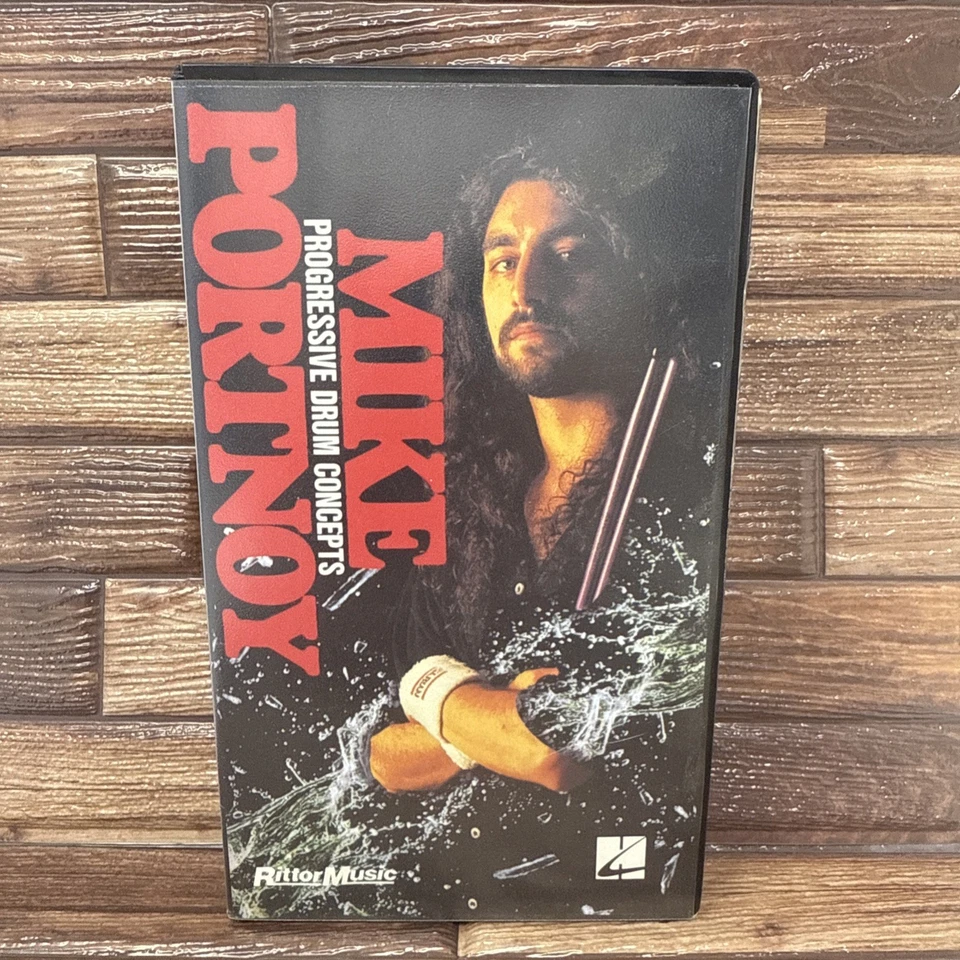 MIKE
PORTNOY
PROGRESSIVE DRUM CONCEPTS
RittorMusic